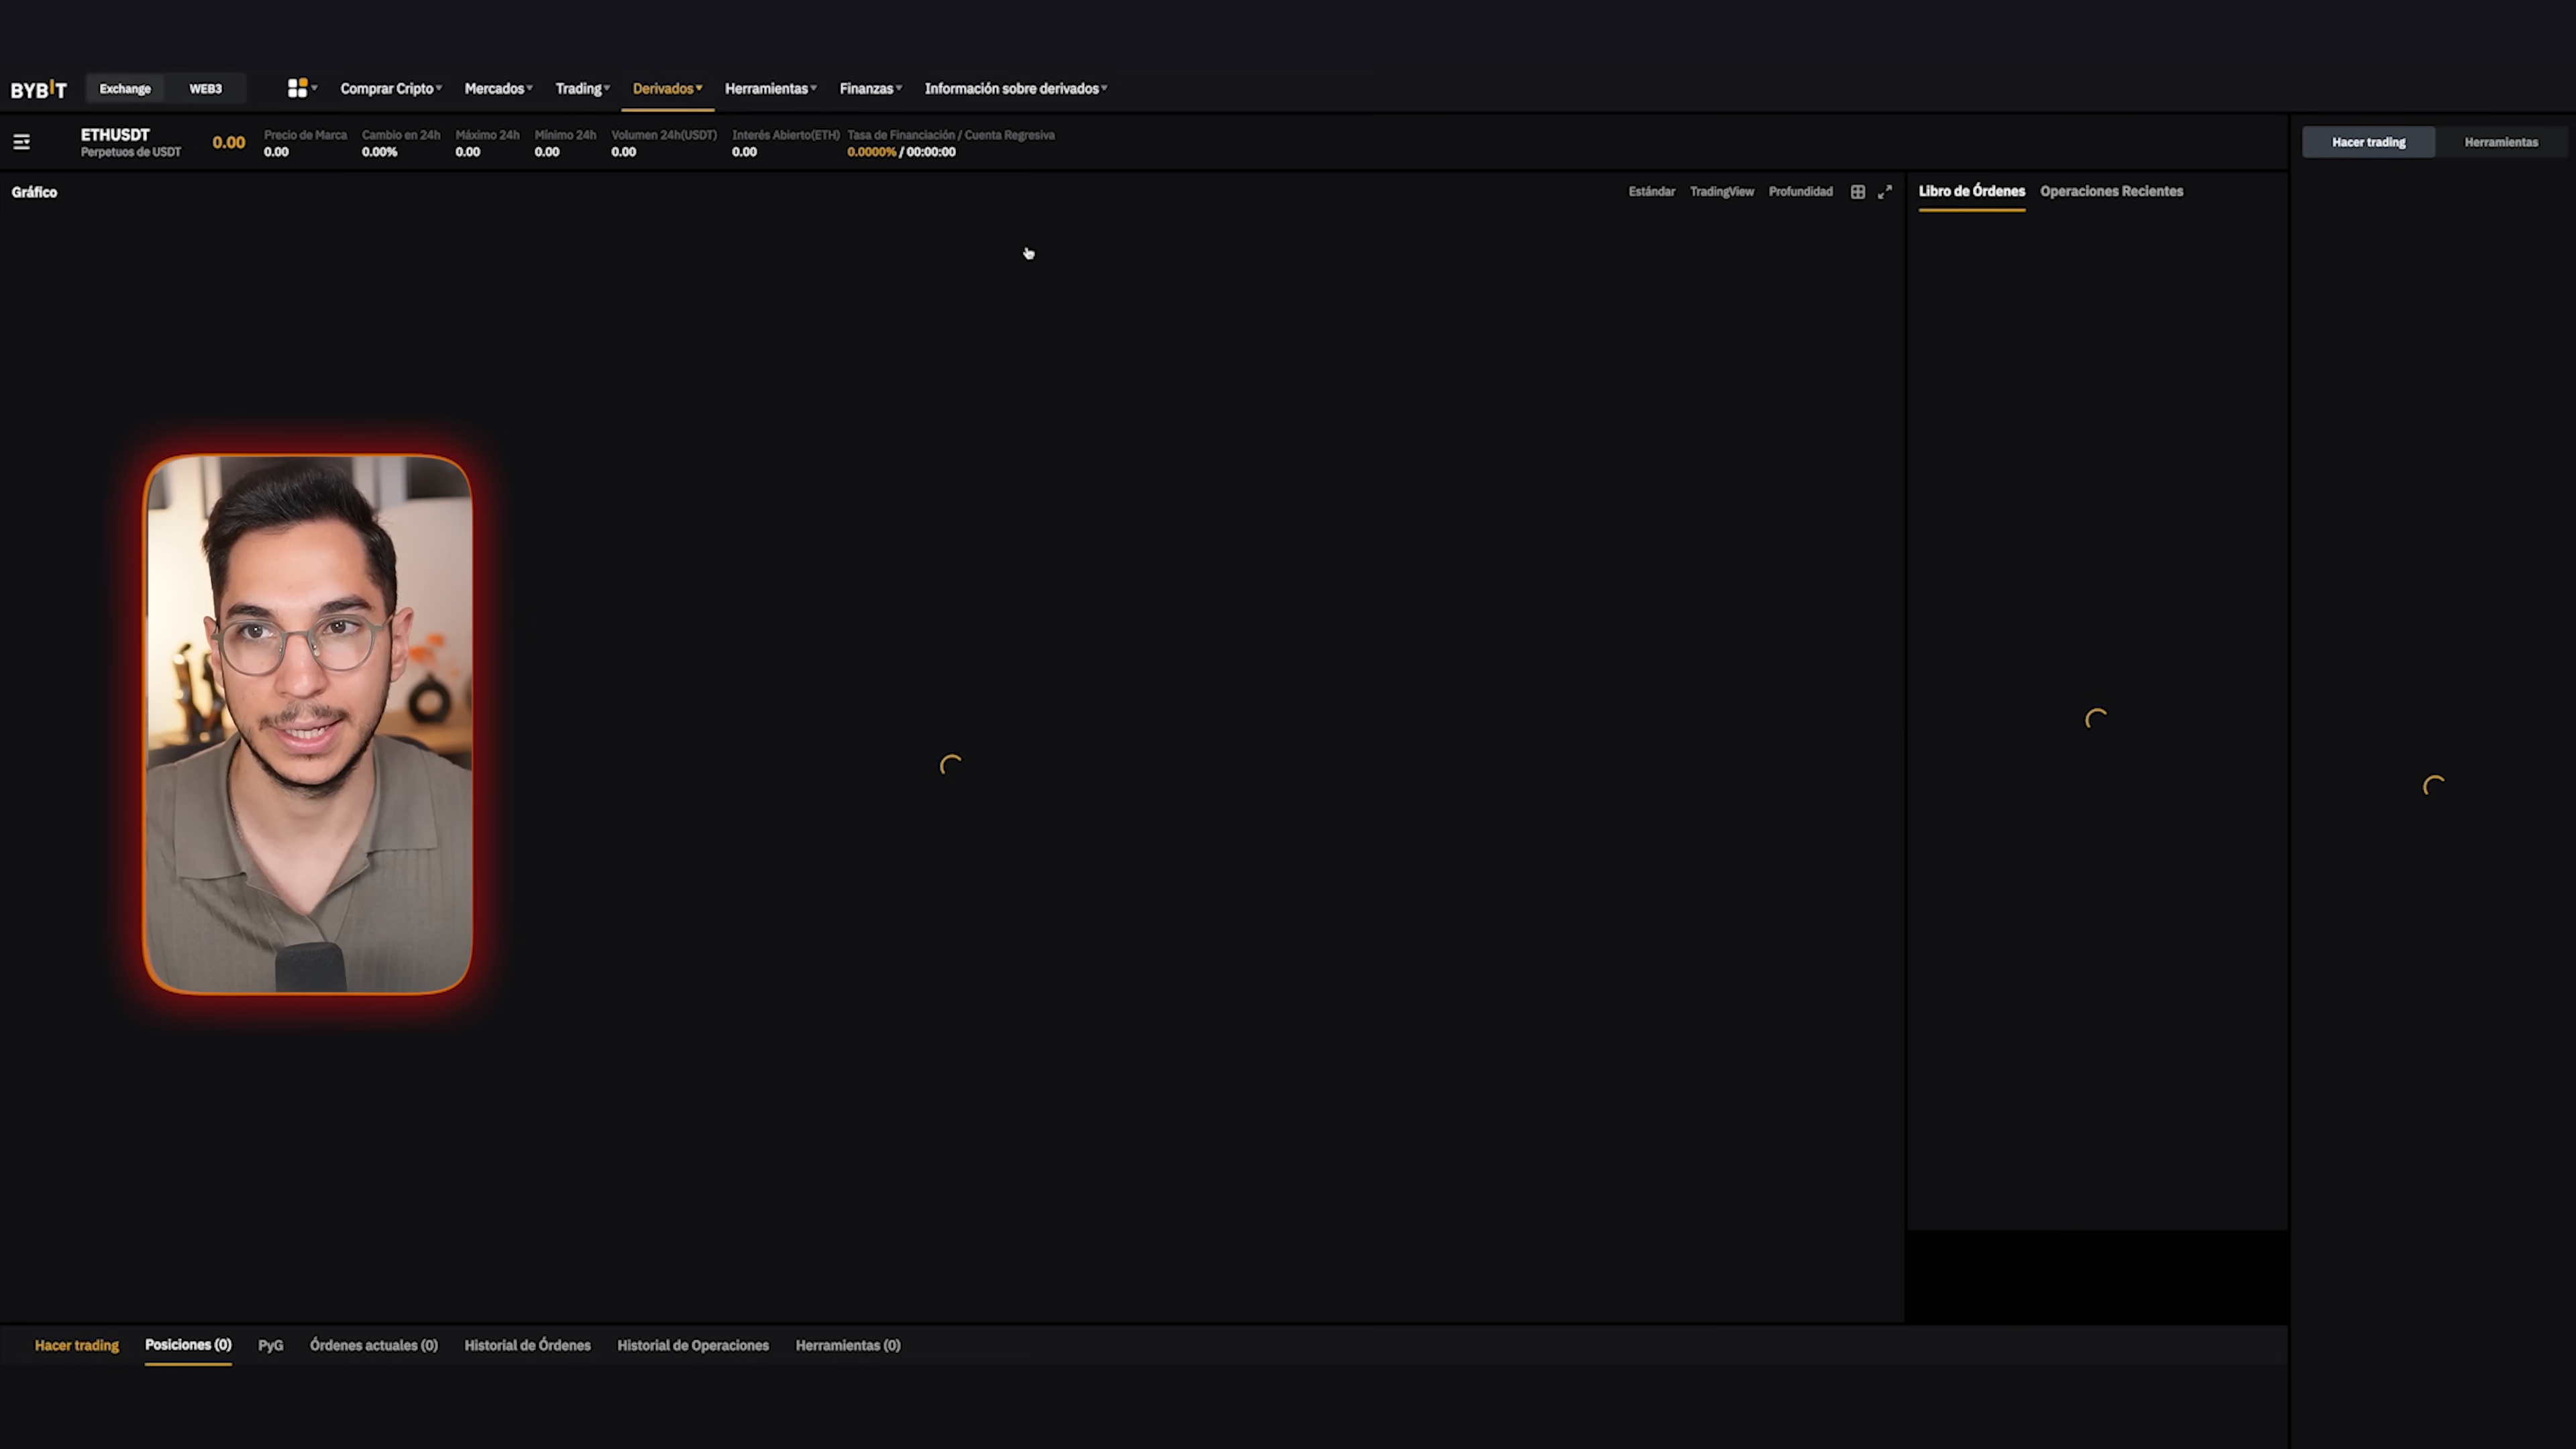 BYBIT Exchange WEB3 Comprar Cripto Mercados Trading Derivados Herramientas Finanzas Información sobre derivados
ETHUSDT
Perpetuos de USDT
0.00
Precio de Marca
0.00
Cambio en 24h
0.00%
Máximo 24h
0.00
Mínimo 24h
0.00
Volumen 24h(USDT)
0.00
Interés Abierto(ETH)
0.00
Tasa de Financiación / Cuenta Regresiva
0.0000% / 00:00:00
Hacer trading Herramientas
Gráfico Estándar TradingView Profundidad
Libro de Órdenes Operaciones Recientes
Hacer trading Posiciones (0) PyG Órdenes actuales (0) Historial de Órdenes Historial de Operaciones Herramientas (0)